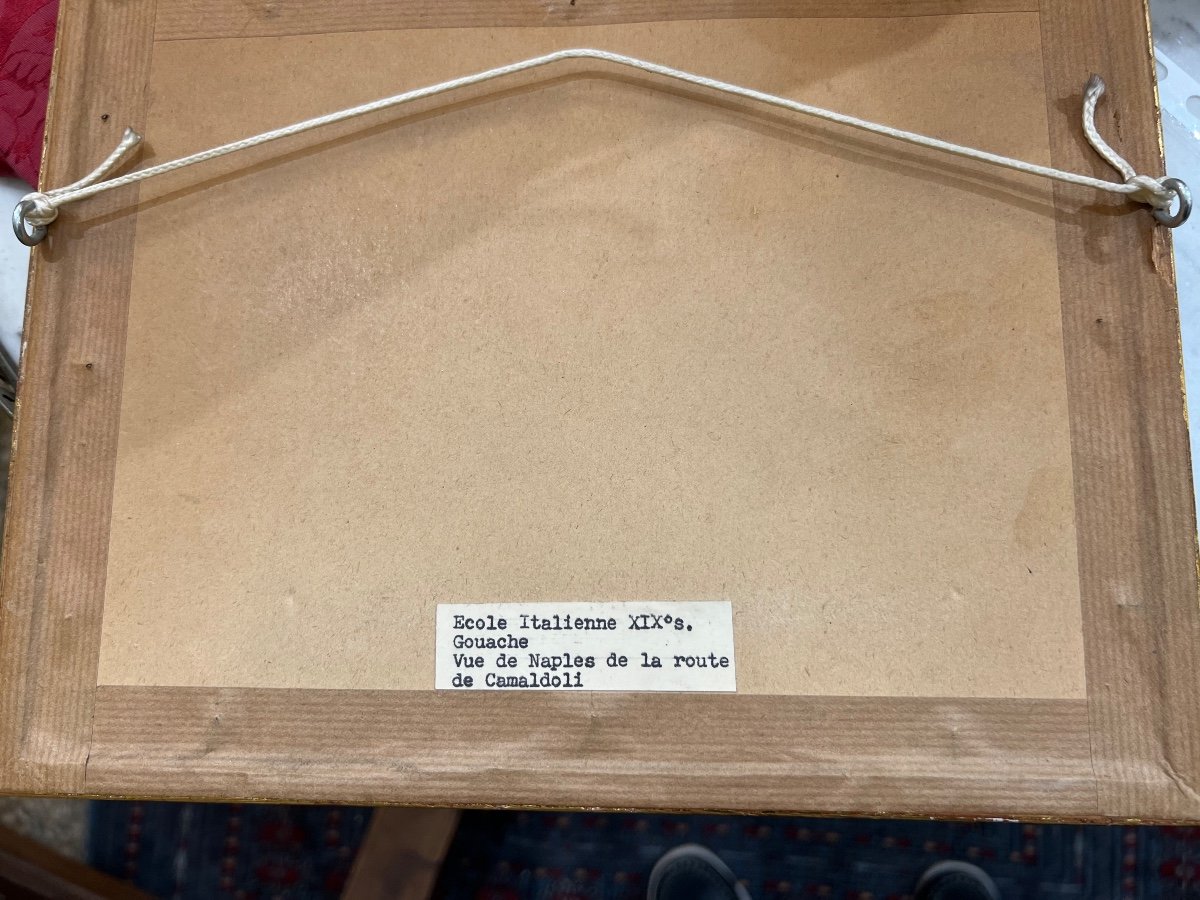 Ecole Italienne XIX°s.
Gouache
Vue de Naples de la route
de Camaldoli